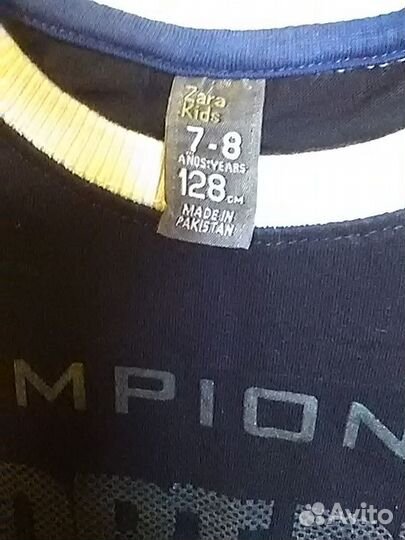 Zara
Kids
7-8
AÑOS:YEARS
128CM
MADE IN
PAKISTAN
MPION
Avito